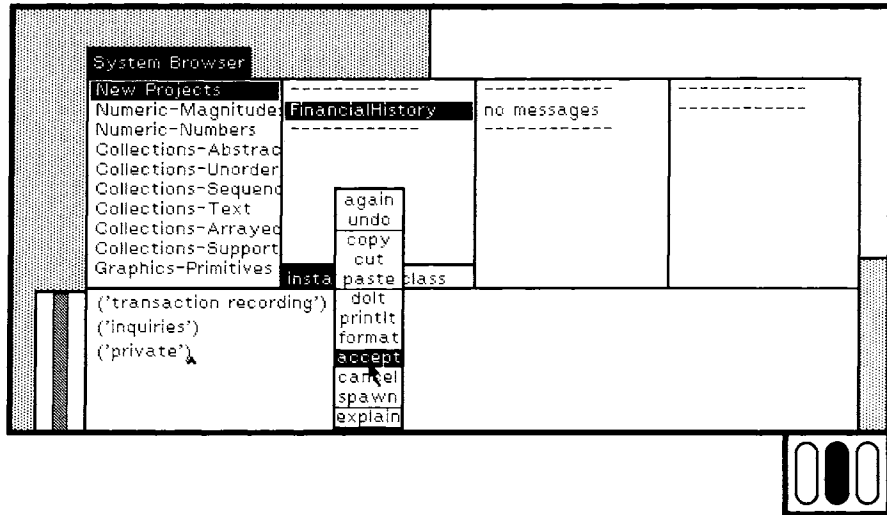 System Browser
New Projects
Numeric-Magnitudes
Numeric-Numbers
Collections-Abstrac
Collections-Unorder
Collections-Sequenc
Collections-Text
Collections-Arrayed
Collections-Support
Graphics-Primitives
------------
FinancialHistory
------------
insta
class
no messages
------------
------------
------------
------------
again
undo
copy
cut
paste
doIt
printIt
format
accept
cancel
spawn
explain
('transaction recording')
('inquiries')
('private')